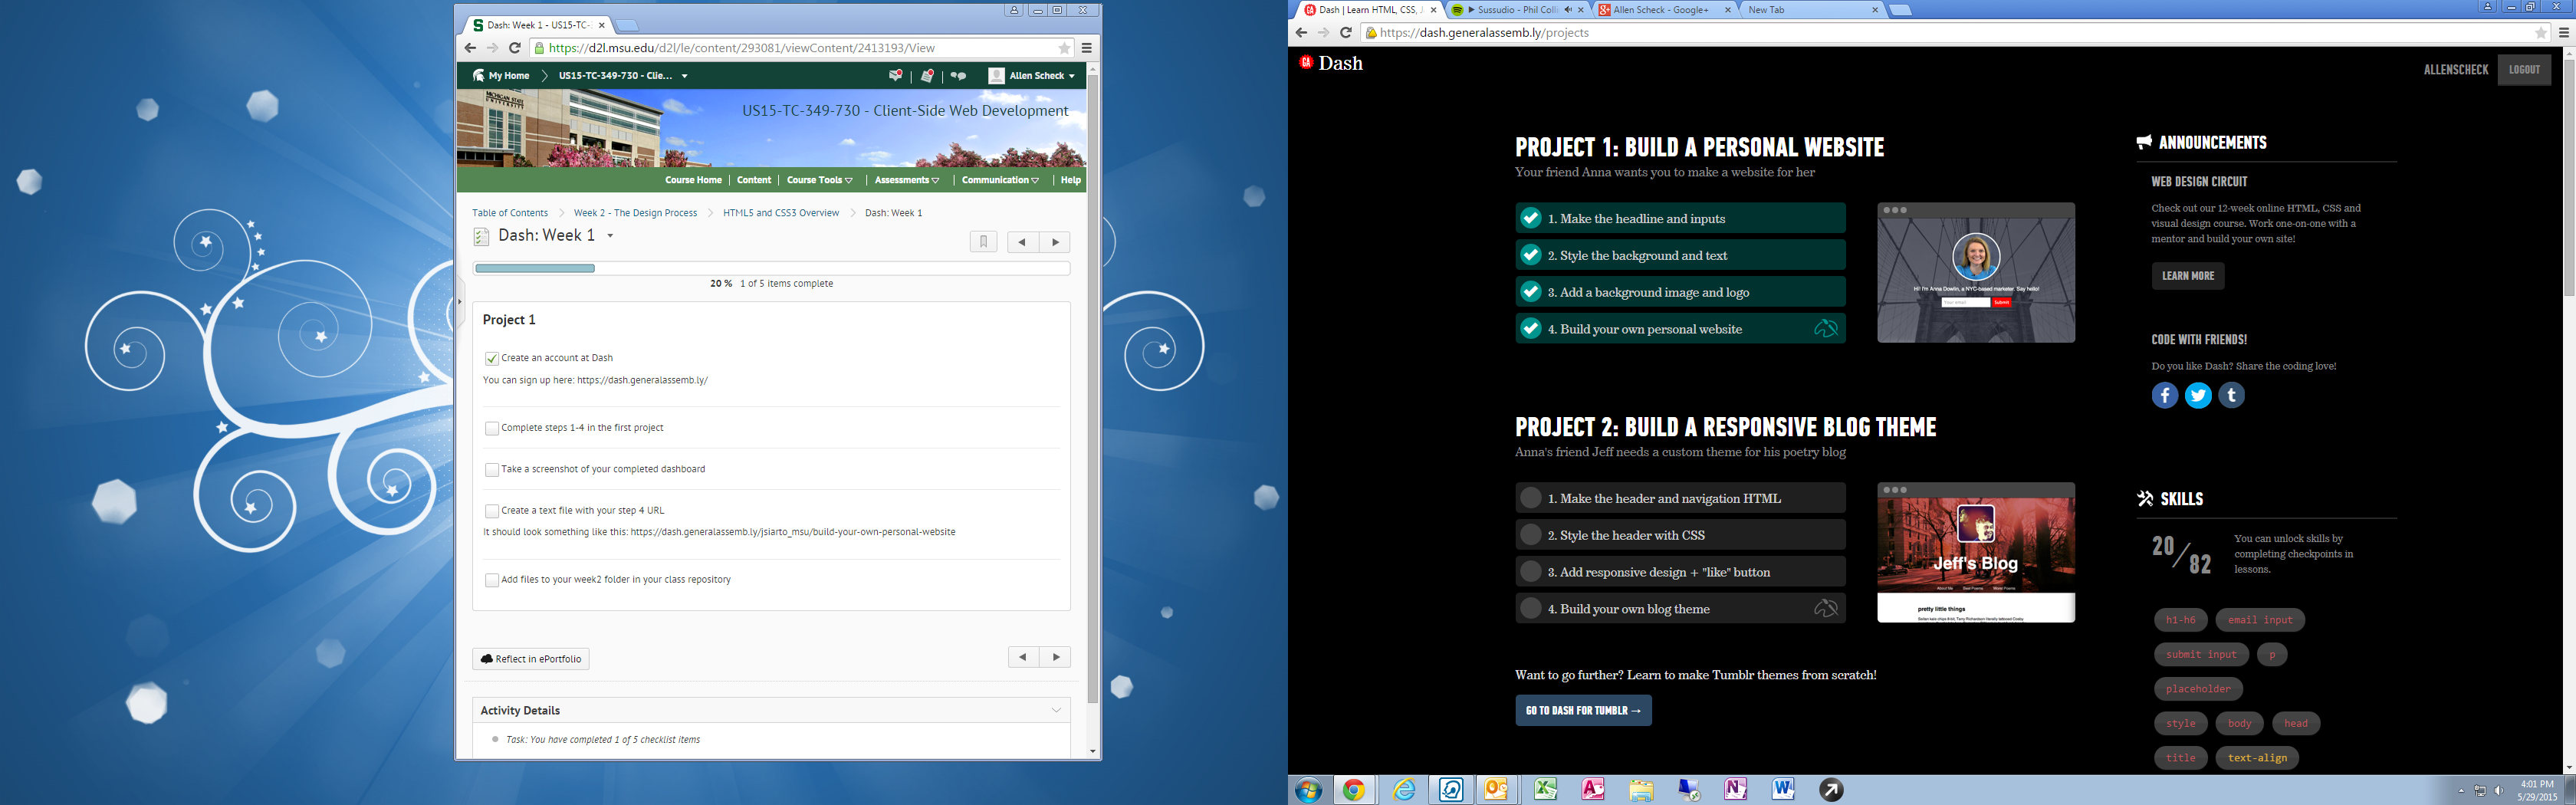 Dash: Week 1 - US15-TC-
https://d2l.msu.edu/d2l/le/content/293081/viewContent/2413193/View
My Home
US15-TC-349-730 - Clie...
Allen Scheck
MICHIGAN STATE
UNIVERSITY
US15-TC-349-730 - Client-Side Web Development
Course Home
Content
Course Tools
Assessments
Communication
Help
Table of Contents
Week 2 - The Design Process
HTML5 and CSS3 Overview
Dash: Week 1
Dash: Week 1
20 % 1 of 5 items complete
Project 1
Create an account at Dash
You can sign up here: https://dash.generalassemb.ly/
Complete steps 1-4 in the first project
Take a screenshot of your completed dashboard
Create a text file with your step 4 URL
It should look something like this: https://dash.generalassemb.ly/jsiarto_msu/build-your-own-personal-website
Add files to your week2 folder in your class repository
Reflect in ePortfolio
Activity Details
Task: You have completed 1 of 5 checklist items
Dash | Learn HTML, CSS, J
Sussudio - Phil Colli
Allen Scheck - Google+
New Tab
https://dash.generalassemb.ly/projects
GA
Dash
ALLENSCHECK
LOGOUT
PROJECT 1: BUILD A PERSONAL WEBSITE
Your friend Anna wants you to make a website for her
1. Make the headline and inputs
2. Style the background and text
3. Add a background image and logo
4. Build your own personal website
Hi! I'm Anna Dowlin, a NYC-based marketer. Say hello!
Your email
Submit
PROJECT 2: BUILD A RESPONSIVE BLOG THEME
Anna's friend Jeff needs a custom theme for his poetry blog
1. Make the header and navigation HTML
2. Style the header with CSS
3. Add responsive design + "like" button
4. Build your own blog theme
Jeff's Blog
About Me
pretty little things
Want to go further? Learn to make Tumblr themes from scratch!
GO TO DASH FOR TUMBLR →
ANNOUNCEMENTS
WEB DESIGN CIRCUIT
Check out our 12-week online HTML, CSS and
visual design course. Work one-on-one with a
mentor and build your own site!
LEARN MORE
CODE WITH FRIENDS!
Do you like Dash? Share the coding love!
SKILLS
20/82
You can unlock skills by
completing checkpoints in
lessons.
h1-h6
email input
submit input
p
placeholder
style
body
head
title
text-align
4:01 PM
5/29/2015